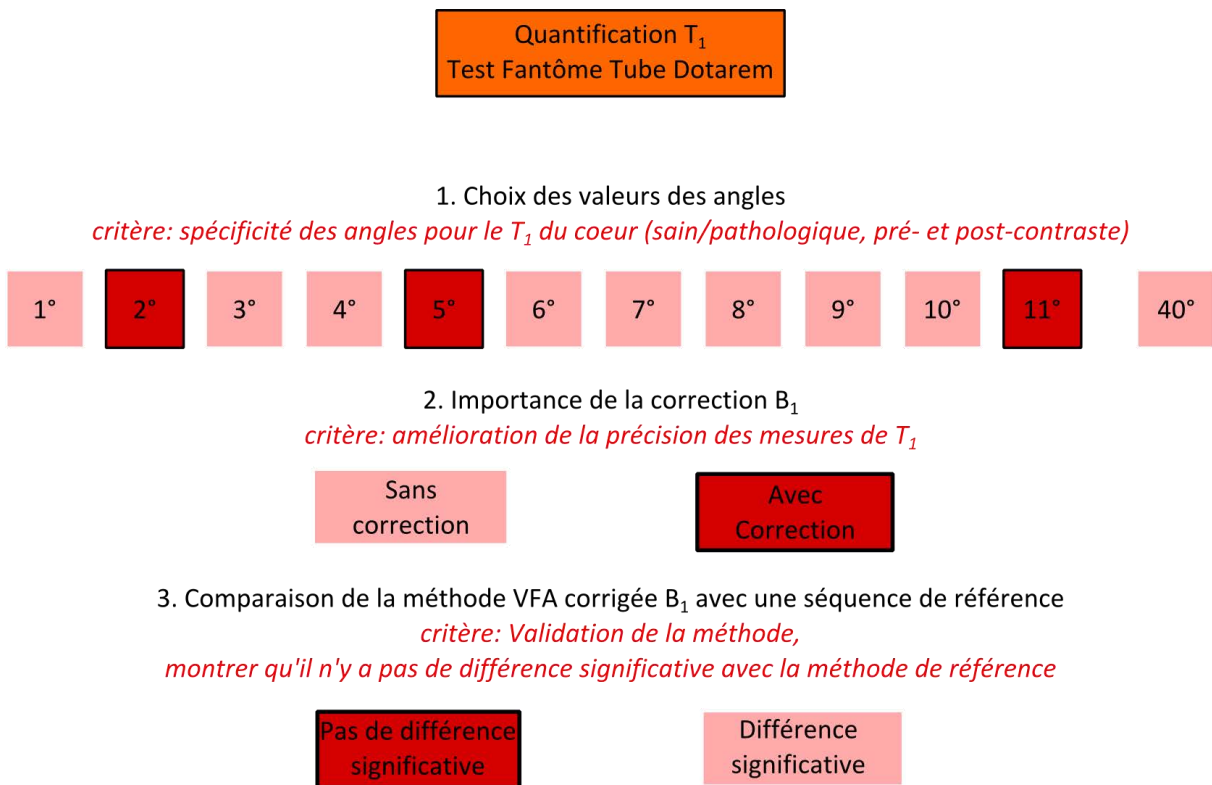 Quantification T₁
Test Fantôme Tube Dotarem
1. Choix des valeurs des angles
critère: spécificité des angles pour le T₁ du coeur (sain/pathologique, pré- et post-contraste)
1° 2° 3° 4° 5° 6° 7° 8° 9° 10° 11° 40°
2. Importance de la correction B₁
critère: amélioration de la précision des mesures de T₁
Sans
correction
Avec
Correction
3. Comparaison de la méthode VFA corrigée B₁ avec une séquence de référence
critère: Validation de la méthode,
montrer qu'il n'y a pas de différence significative avec la méthode de référence
Pas de différence
significative
Différence
significative